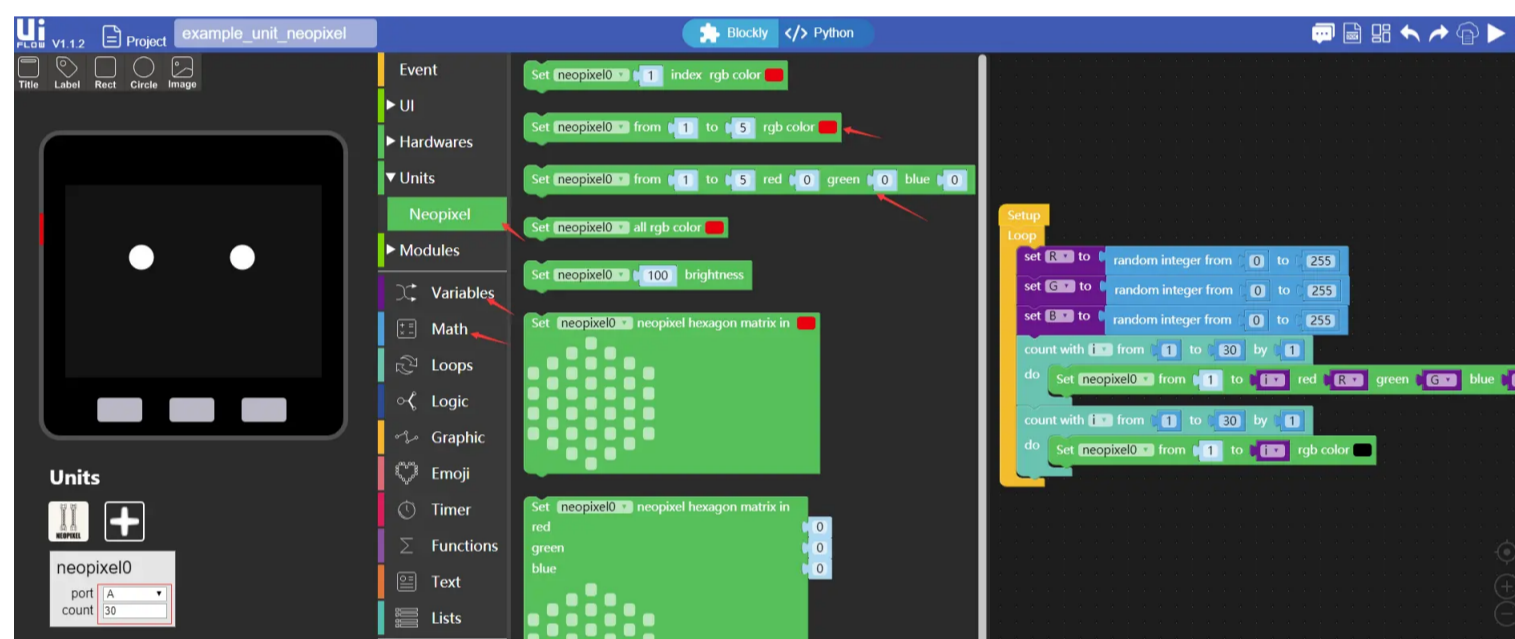 Ui
FLOW V1.1.2
Project
example_unit_neopixel
Blockly
</> Python
Title Label Rect Circle Image
Units
NEOPIXEL
neopixel0
port A
count 30
Event
UI
Hardwares
Units
Neopixel
Modules
Variables
Math
Loops
Logic
Graphic
Emoji
Timer
Functions
Text
Lists
Set neopixel0 1 index rgb color
Set neopixel0 from 1 to 5 rgb color
Set neopixel0 from 1 to 5 red 0 green 0 blue 0
Set neopixel0 all rgb color
Set neopixel0 100 brightness
Set neopixel0 neopixel hexagon matrix in
Set neopixel0 neopixel hexagon matrix in
red 0
green 0
blue 0
Setup
Loop
set R to random integer from 0 to 255
set G to random integer from 0 to 255
set B to random integer from 0 to 255
count with i from 1 to 30 by 1
do Set neopixel0 from 1 to i red R green G blue
count with i from 1 to 30 by 1
do Set neopixel0 from 1 to i rgb color